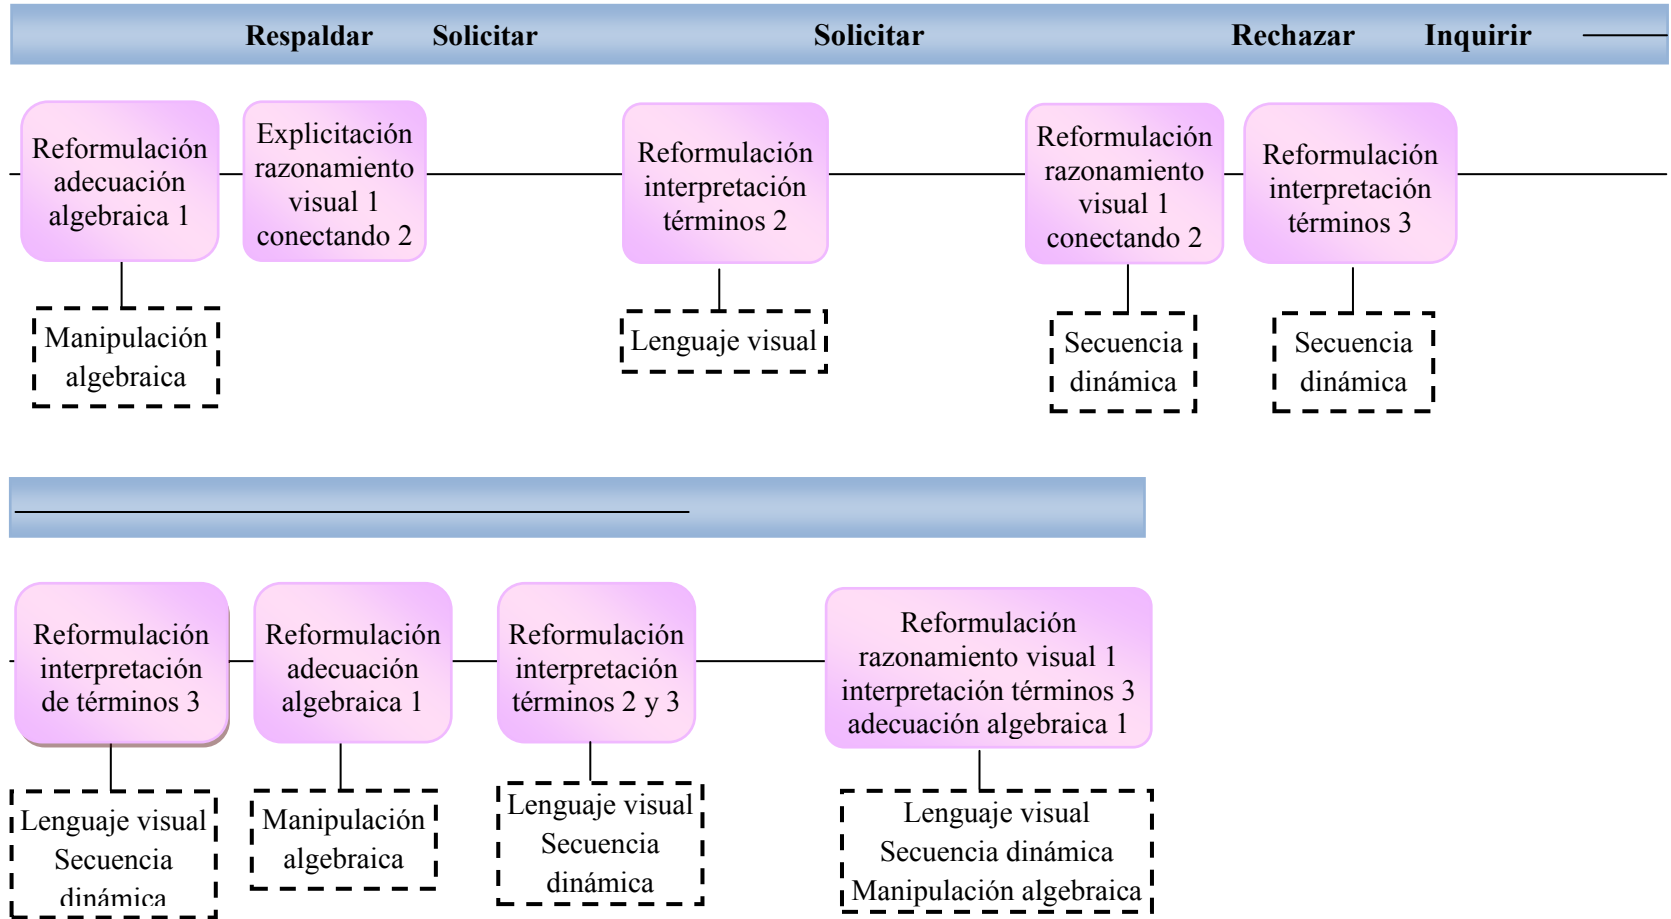 Respaldar Solicitar Solicitar Rechazar Inquirir
Reformulación
adecuación
algebraica 1
Explicitación
razonamiento
visual 1
conectando 2
Reformulación
interpretación
términos 2
Reformulación
razonamiento
visual 1
conectando 2
Reformulación
interpretación
términos 3
Manipulación
algebraica
Lenguaje visual
Secuencia
dinámica
Secuencia
dinámica
Reformulación
interpretación
de términos 3
Reformulación
adecuación
algebraica 1
Reformulación
interpretación
términos 2 y 3
Reformulación
razonamiento visual 1
interpretación términos 3
adecuación algebraica 1
Lenguaje visual
Secuencia
dinámica
Manipulación
algebraica
Lenguaje visual
Secuencia
dinámica
Lenguaje visual
Secuencia dinámica
Manipulación algebraica